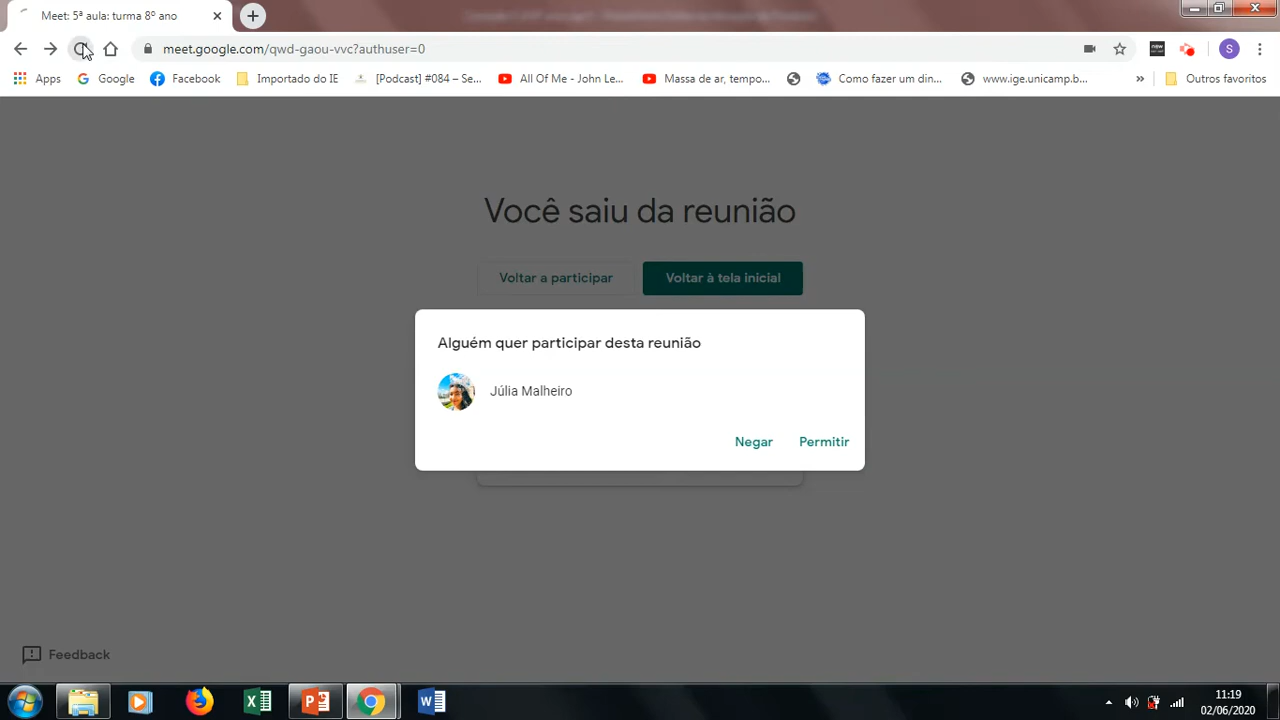 Meet: 5ª aula: turma 8º ano
meet.google.com/qwd-gaou-vvc?authuser=0
S
Apps Google Facebook Importado do IE [Podcast] #084 – Se... All Of Me - John Le... Massa de ar, tempo... Como fazer um din... www.ige.unicamp.b... » Outros favoritos
Você saiu da reunião
Voltar a participar Voltar à tela inicial
Alguém quer participar desta reunião
Júlia Malheiro
Negar Permitir
Feedback
11:19
02/06/2020